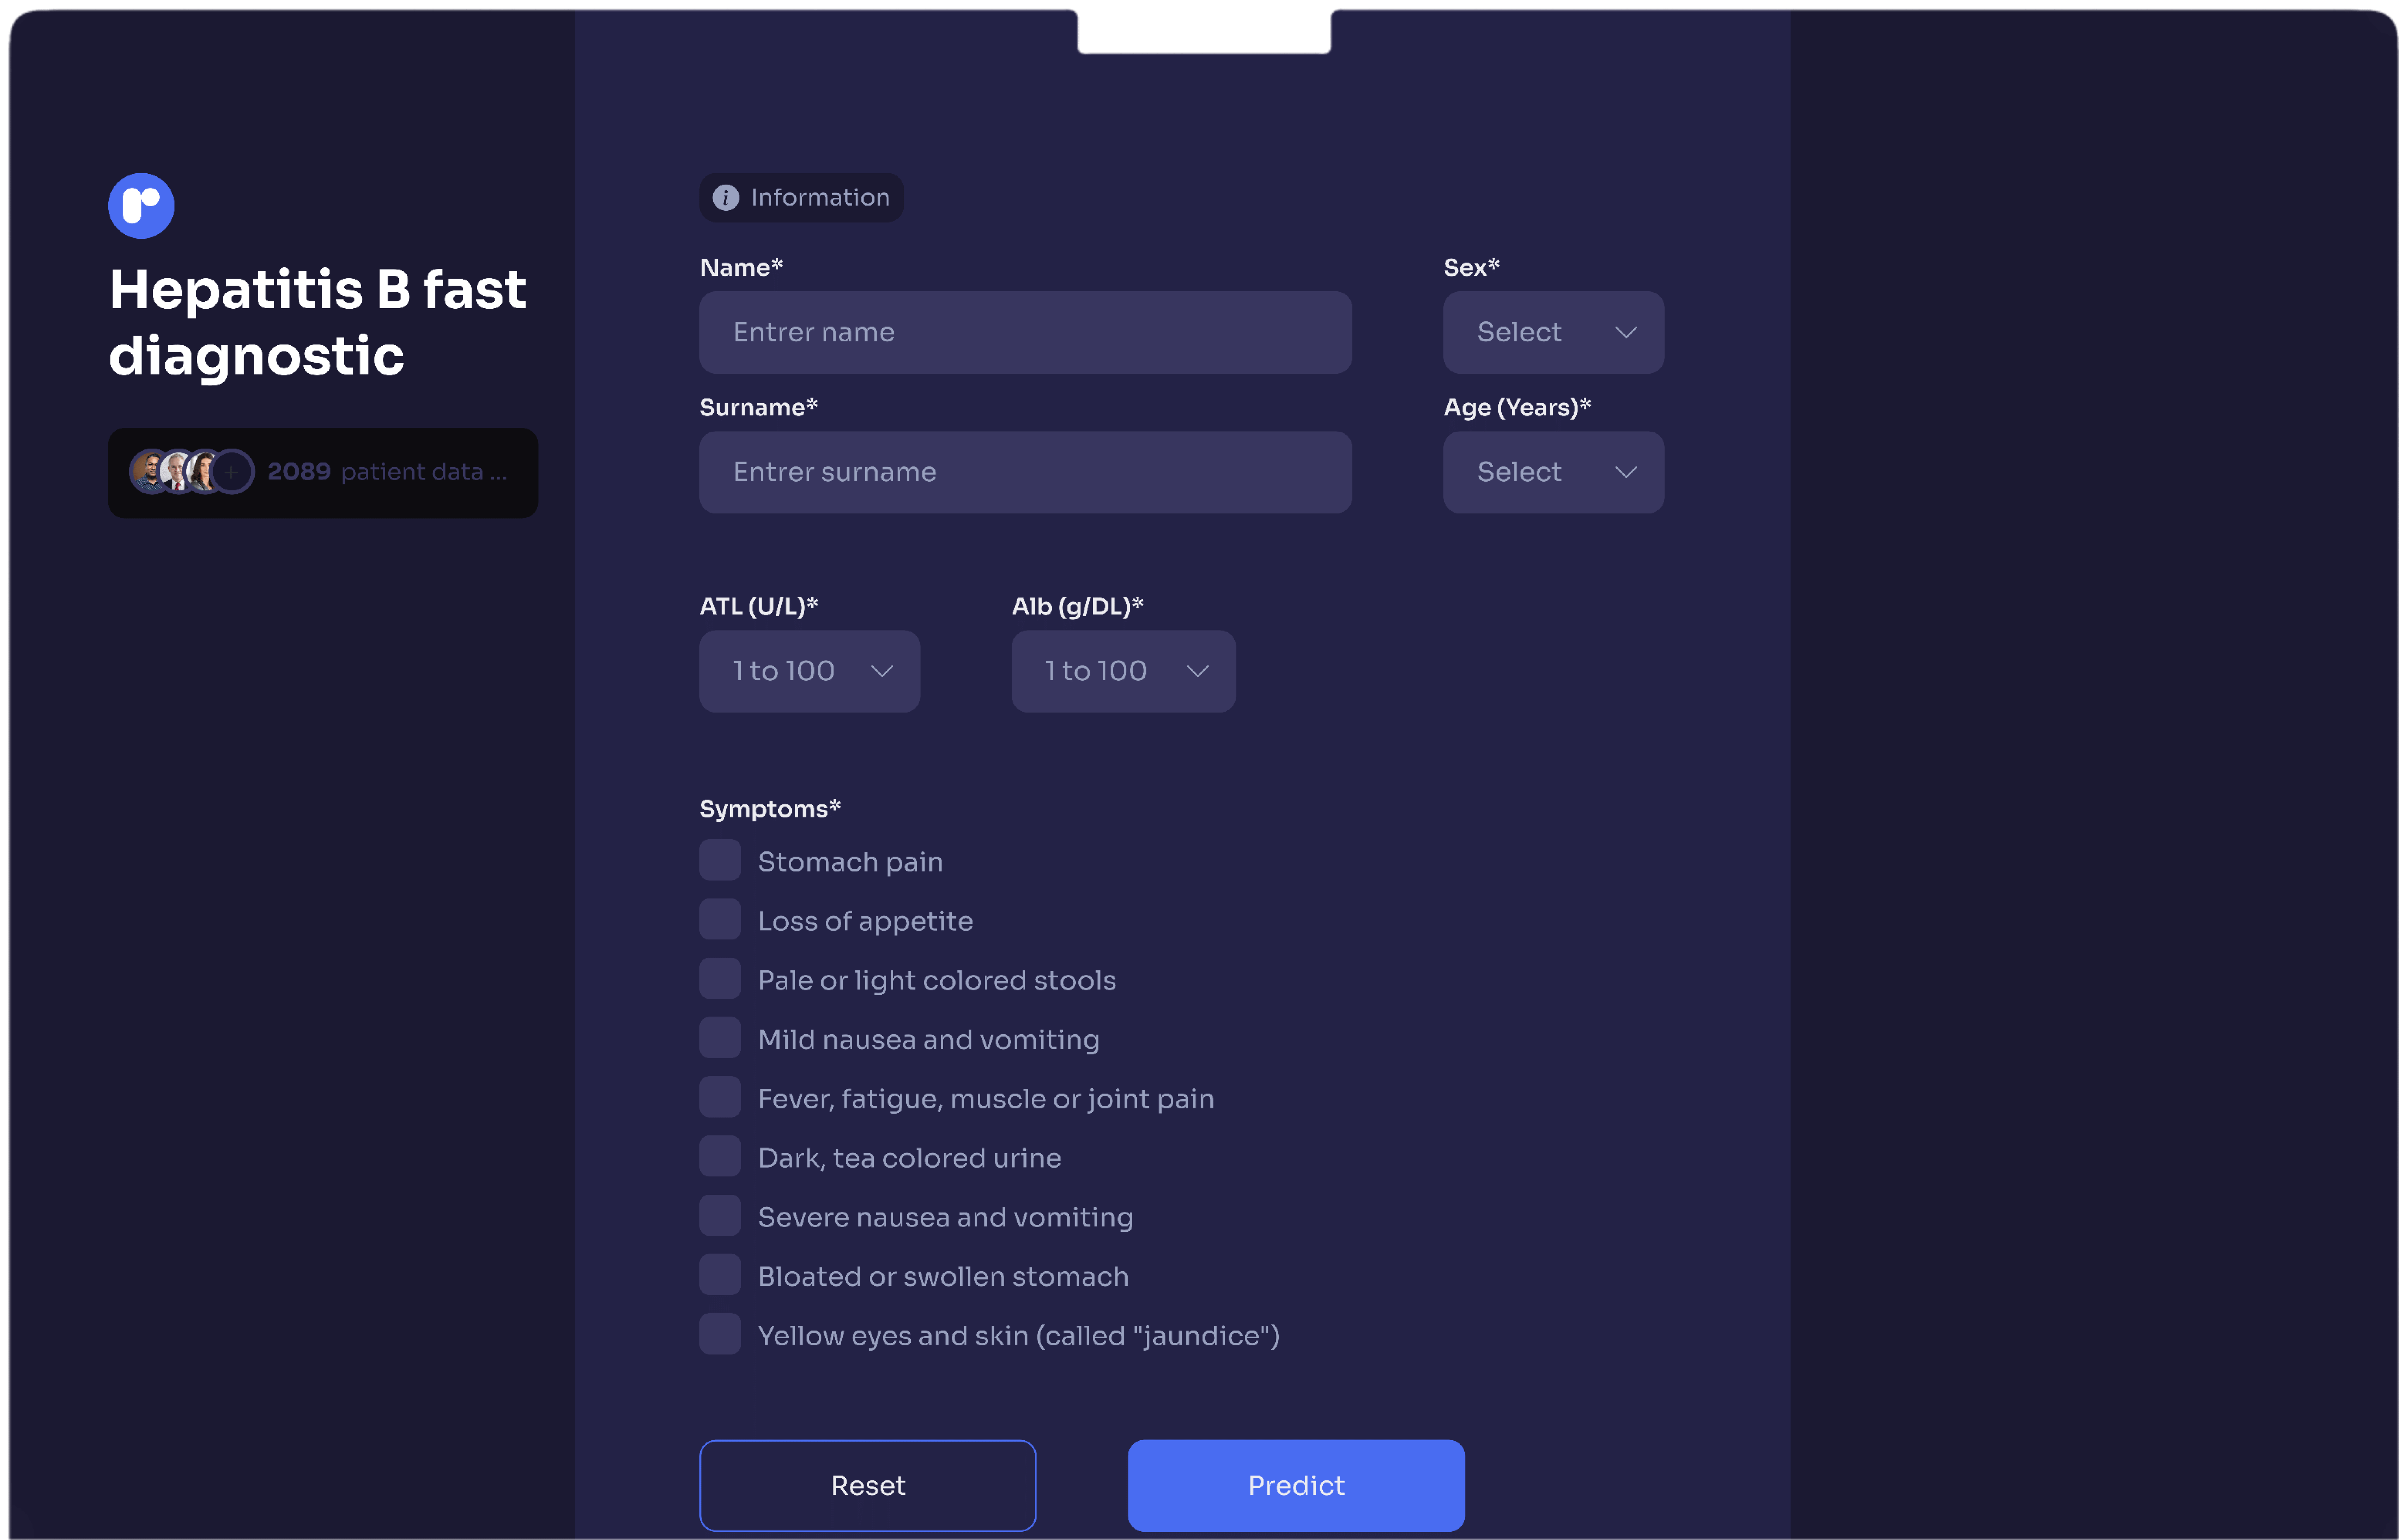 Hepatitis B fast
diagnostic
2089 patient data ...
Information
Name*
Sex*
Entrer name
Select
Surname*
Age (Years)*
Entrer surname
Select
ATL (U/L)*
Alb (g/DL)*
1 to 100
1 to 100
Symptoms*
Stomach pain
Loss of appetite
Pale or light colored stools
Mild nausea and vomiting
Fever, fatigue, muscle or joint pain
Dark, tea colored urine
Severe nausea and vomiting
Bloated or swollen stomach
Yellow eyes and skin (called "jaundice")
Reset
Predict